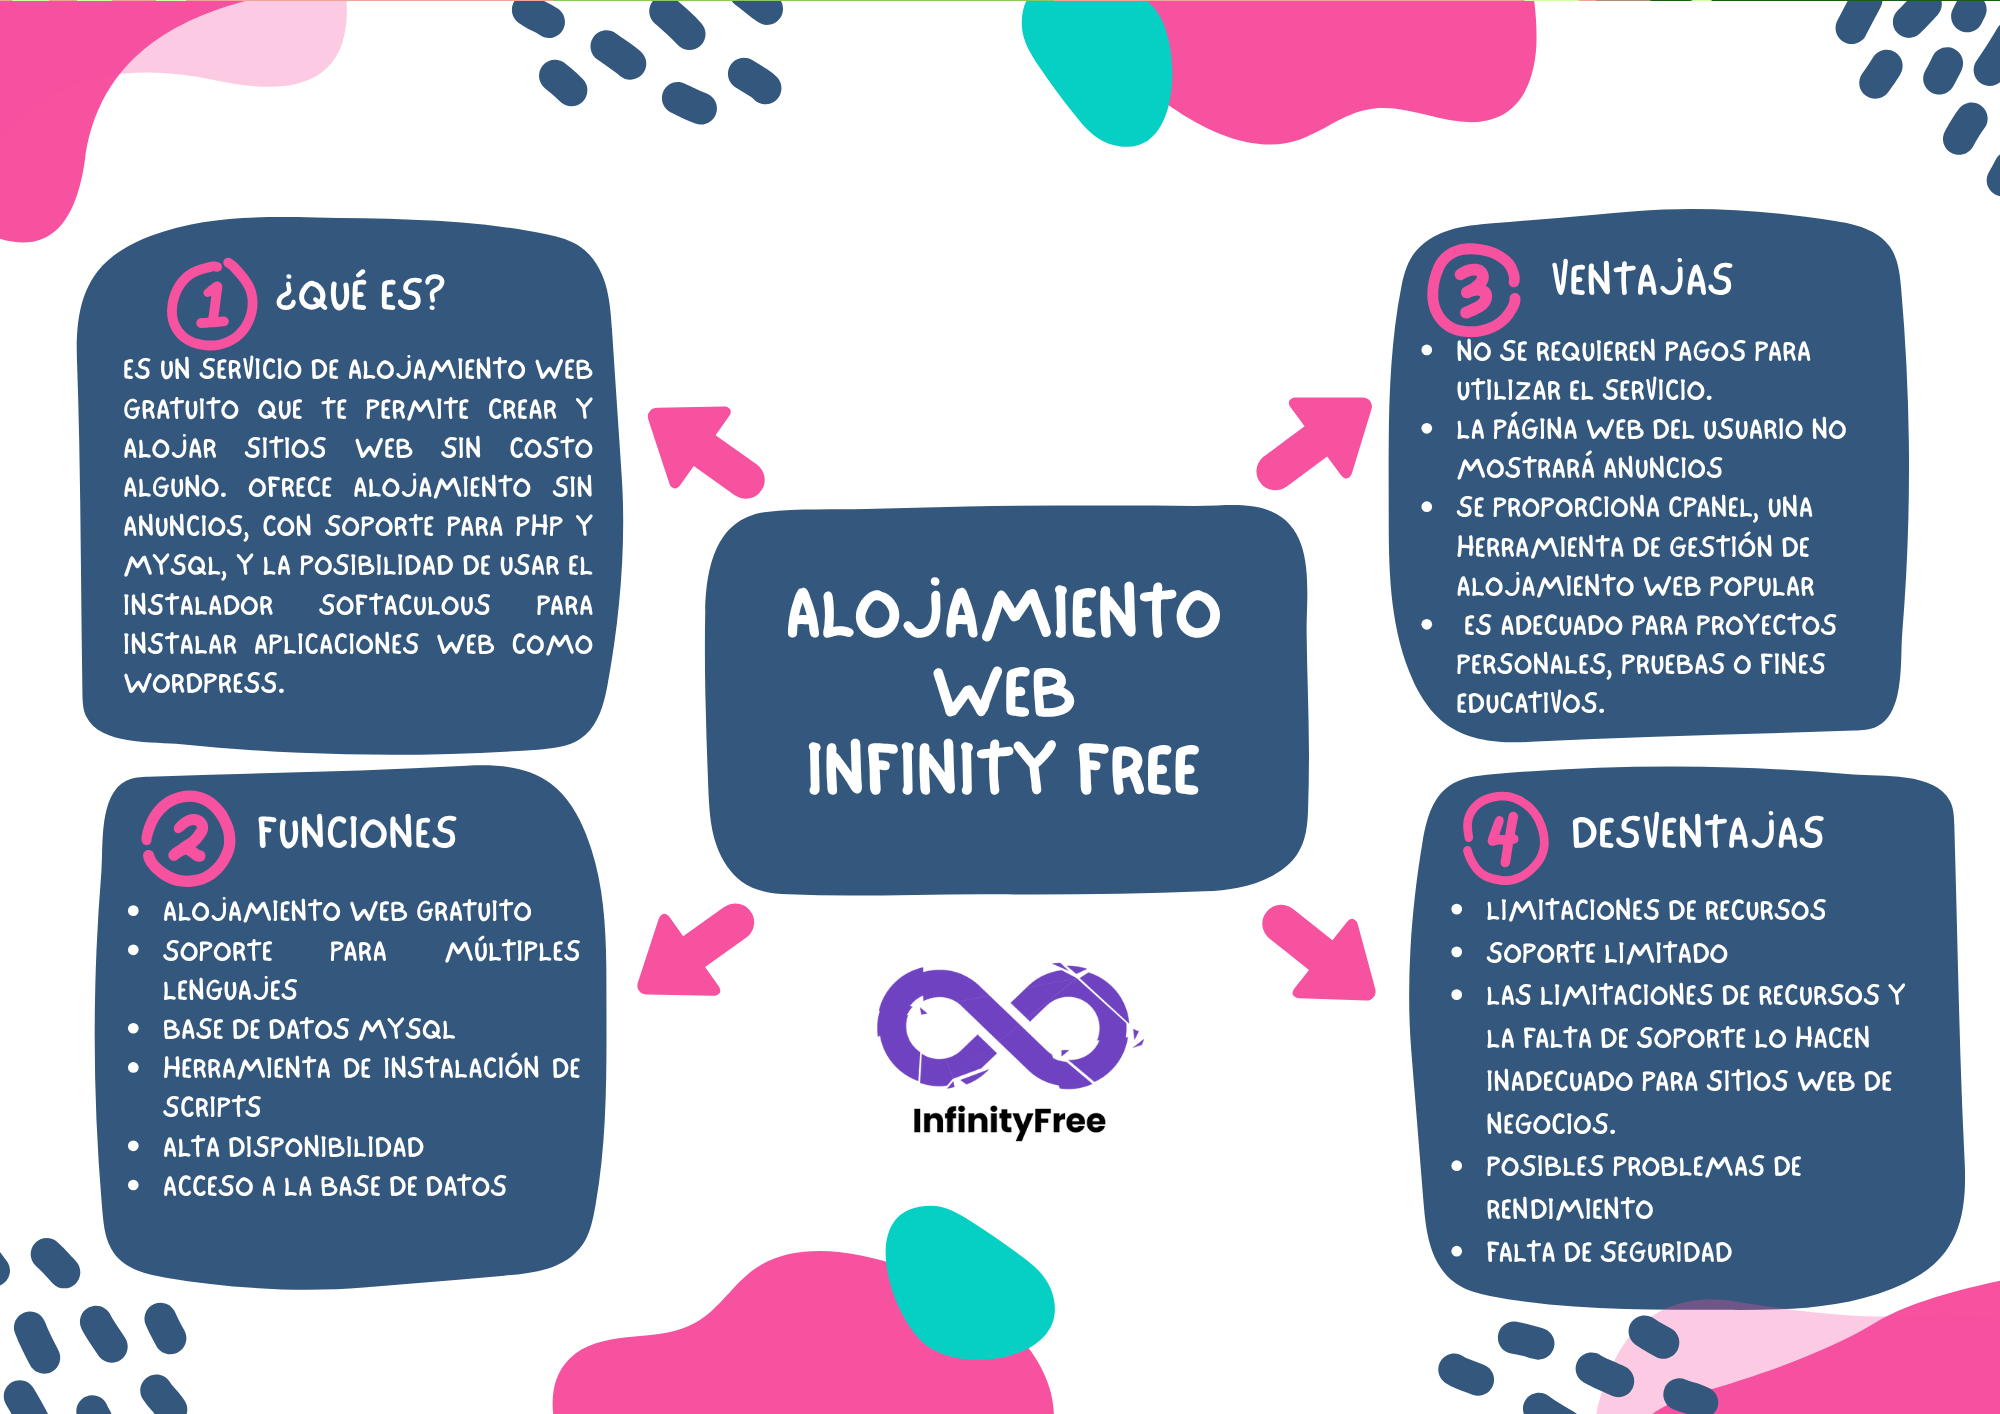 1
¿QUÉ ES?
ES UN SERVICIO DE ALOJAMIENTO WEB
GRATUITO QUE TE PERMITE CREAR Y
ALOJAR SITIOS WEB SIN COSTO
ALGUNO. OFRECE ALOJAMIENTO SIN
ANUNCIOS, CON SOPORTE PARA PHP Y
MYSQL, Y LA POSIBILIDAD DE USAR EL
INSTALADOR SOFTACULOUS PARA
INSTALAR APLICACIONES WEB COMO
WORDPRESS.
2
FUNCIONES
• ALOJAMIENTO WEB GRATUITO
• SOPORTE PARA MÚLTIPLES
LENGUAJES
• BASE DE DATOS MYSQL
• HERRAMIENTA DE INSTALACIÓN DE
SCRIPTS
• ALTA DISPONIBILIDAD
• ACCESO A LA BASE DE DATOS
ALOJAMIENTO
WEB
INFINITY FREE
InfinityFree
3
VENTAJAS
• NO SE REQUIEREN PAGOS PARA
UTILIZAR EL SERVICIO.
• LA PÁGINA WEB DEL USUARIO NO
MOSTRARÁ ANUNCIOS
• SE PROPORCIONA CPANEL, UNA
HERRAMIENTA DE GESTIÓN DE
ALOJAMIENTO WEB POPULAR
• ES ADECUADO PARA PROYECTOS
PERSONALES, PRUEBAS O FINES
EDUCATIVOS.
4
DESVENTAJAS
• LIMITACIONES DE RECURSOS
• SOPORTE LIMITADO
• LAS LIMITACIONES DE RECURSOS Y
LA FALTA DE SOPORTE LO HACEN
INADECUADO PARA SITIOS WEB DE
NEGOCIOS.
• POSIBLES PROBLEMAS DE
RENDIMIENTO
• FALTA DE SEGURIDAD